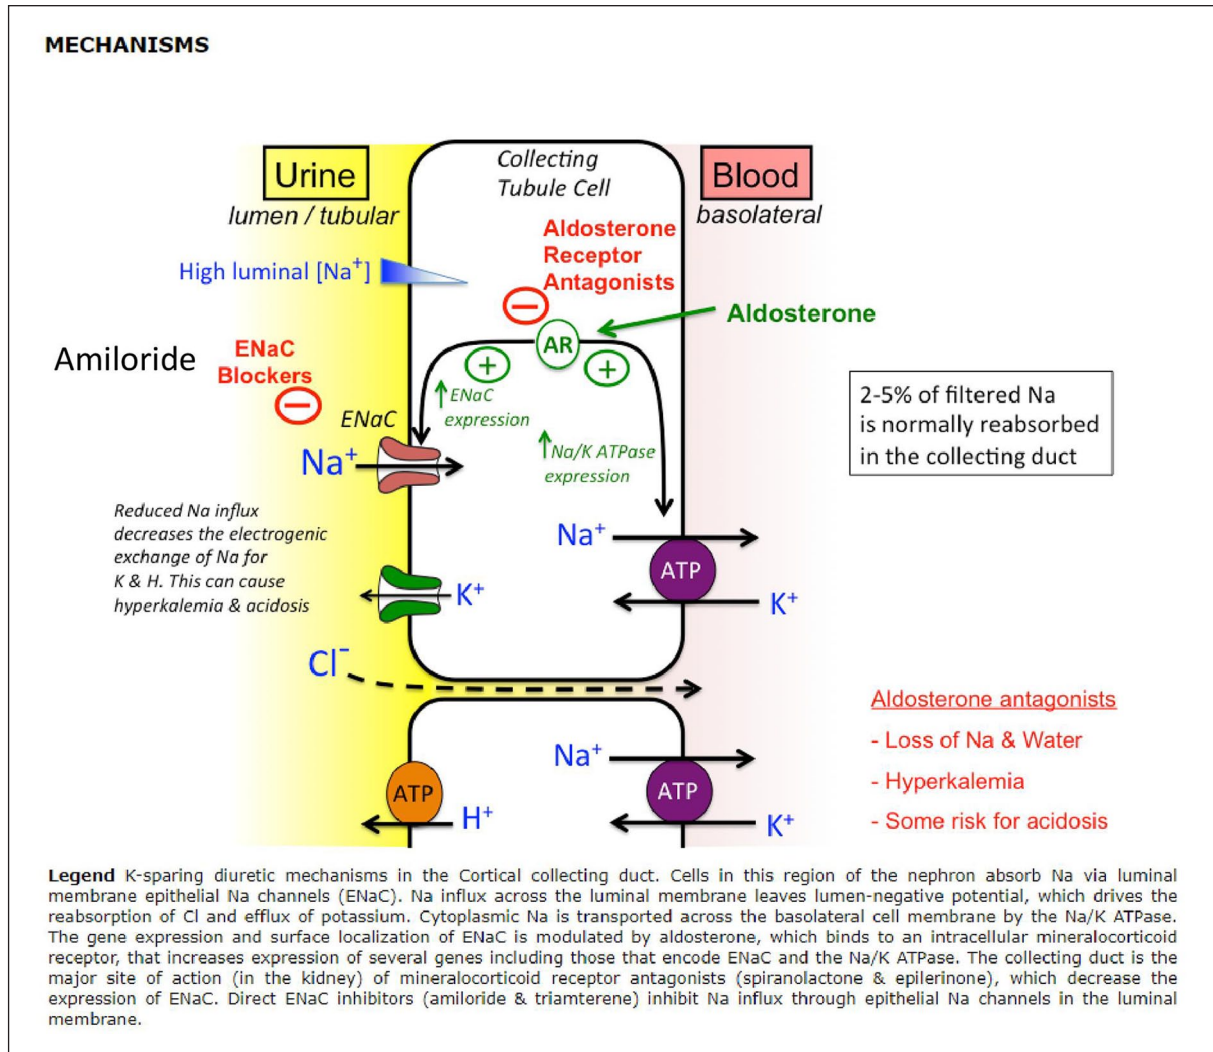 MECHANISMS
Urine
lumen / tubular
Collecting
Tubule Cell
Blood
basolateral
High luminal [Na⁺]
Aldosterone
Receptor
Antagonists
Aldosterone
AR
Amiloride
ENaC
Blockers
ENaC
expression
Na/K ATPase
expression
ENaC
Na⁺
2-5% of filtered Na
is normally reabsorbed
in the collecting duct
Reduced Na influx
decreases the electrogenic
exchange of Na for
K & H. This can cause
hyperkalemia & acidosis
Na⁺
ATP
K⁺
K⁺
Cl⁻
Na⁺
ATP
K⁺
ATP
H⁺
Aldosterone antagonists
- Loss of Na & Water
- Hyperkalemia
- Some risk for acidosis
Legend K-sparing diuretic mechanisms in the Cortical collecting duct. Cells in this region of the nephron absorb Na via luminal
membrane epithelial Na channels (ENaC). Na influx across the luminal membrane leaves lumen-negative potential, which drives the
reabsorption of Cl and efflux of potassium. Cytoplasmic Na is transported across the basolateral cell membrane by the Na/K ATPase.
The gene expression and surface localization of ENaC is modulated by aldosterone, which binds to an intracellular mineralocorticoid
receptor, that increases expression of several genes including those that encode ENaC and the Na/K ATPase. The collecting duct is the
major site of action (in the kidney) of mineralocorticoid receptor antagonists (spiranolactone & epilerinone), which decrease the
expression of ENaC. Direct ENaC inhibitors (amiloride & triamterene) inhibit Na influx through epithelial Na channels in the luminal
membrane.